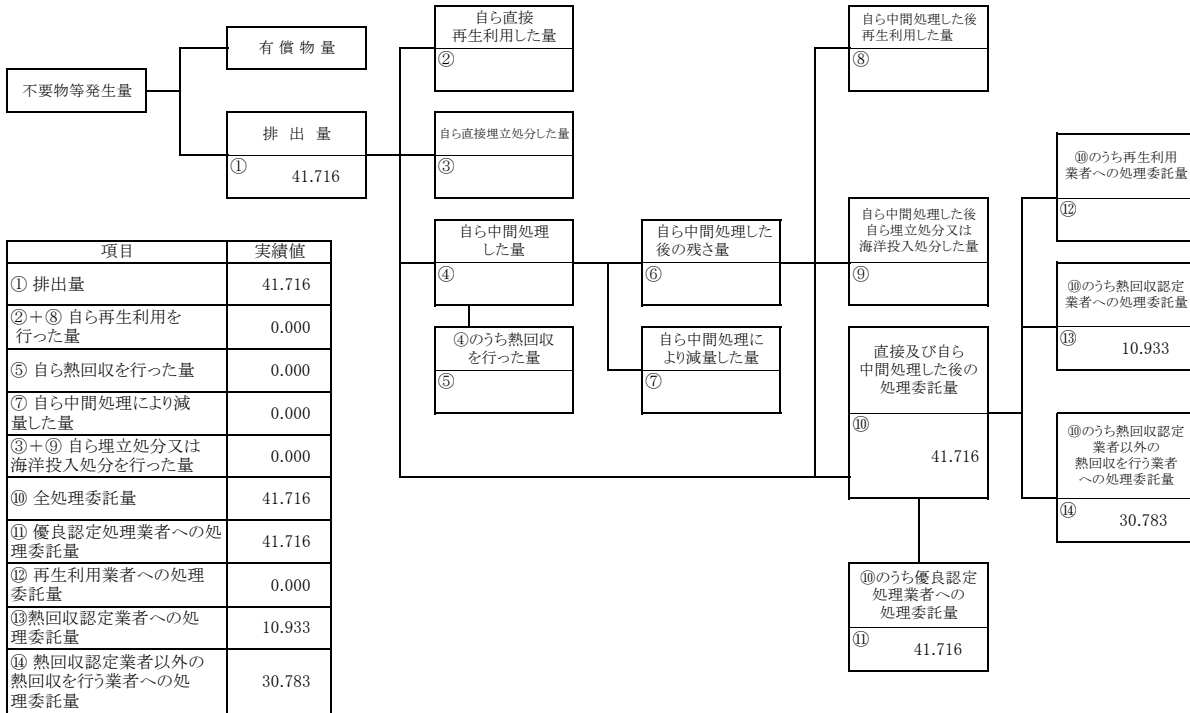 自ら直接
再生利用した量
②
自ら中間処理した後
再生利用した量
⑧
有 償 物 量
不要物等発生量
排 出 量
①
41.716
自ら直接埋立処分した量
③
⑩のうち再生利用
業者への処理委託量
⑫
自ら中間処理
した量
④
自ら中間処理した
後の残さ量
⑥
自ら中間処理した後
自ら埋立処分又は
海洋投入処分した量
⑨
⑩のうち熱回収認定
業者への処理委託量
⑬
10.933
④のうち熱回収
を行った量
⑤
自ら中間処理に
より減量した量
⑦
直接及び自ら
中間処理した後の
処理委託量
⑩
41.716
⑩のうち熱回収認定
業者以外の
熱回収を行う業者
への処理委託量
⑭
30.783
⑩のうち優良認定
処理業者への
処理委託量
⑪
41.716
項目 実績値
① 排出量 41.716
②+⑧ 自ら再生利用を
行った量 0.000
⑤ 自ら熱回収を行った量 0.000
⑦ 自ら中間処理により減
量した量 0.000
③+⑨ 自ら埋立処分又は
海洋投入処分を行った量 0.000
⑩ 全処理委託量 41.716
⑪ 優良認定処理業者への処
理委託量 41.716
⑫ 再生利用業者への処理
委託量 0.000
⑬熱回収認定業者への処
理委託量 10.933
⑭ 熱回収認定業者以外の
熱回収を行う業者への処
理委託量 30.783